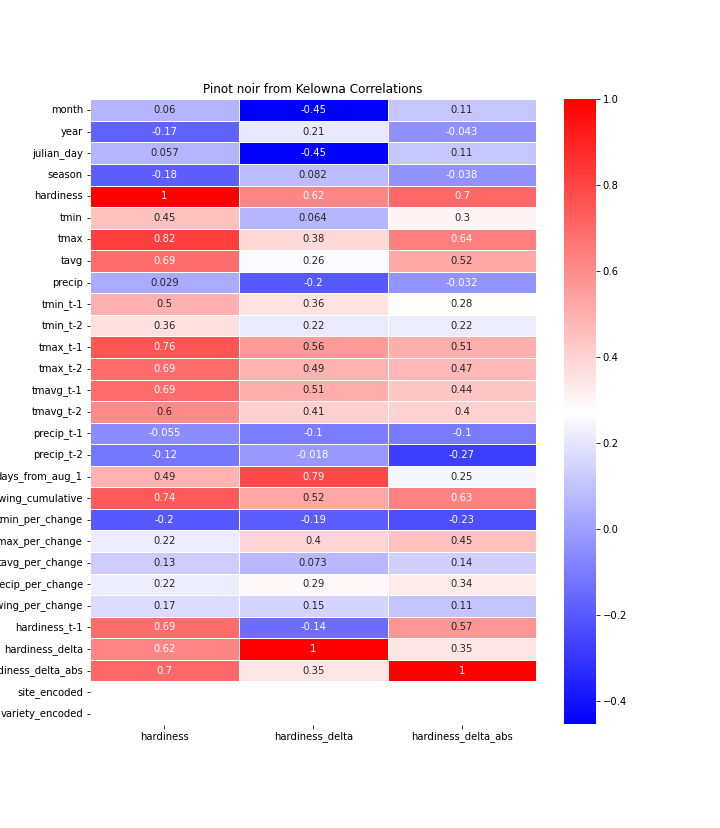 Pinot noir from Kelowna Correlations
month 0.06 -0.45 0.11
year -0.17 0.21 -0.043
julian_day 0.057 -0.45 0.11
season -0.18 0.082 -0.038
hardiness 1 0.62 0.7
tmin 0.45 0.064 0.3
tmax 0.82 0.38 0.64
tavg 0.69 0.26 0.52
precip 0.029 -0.2 -0.032
tmin_t-1 0.5 0.36 0.28
tmin_t-2 0.36 0.22 0.22
tmax_t-1 0.76 0.56 0.51
tmax_t-2 0.69 0.49 0.47
tmavg_t-1 0.69 0.51 0.44
tmavg_t-2 0.6 0.41 0.4
precip_t-1 -0.055 -0.1 -0.1
precip_t-2 -0.12 -0.018 -0.27
days_from_aug_1 0.49 0.79 0.25
wing_cumulative 0.74 0.52 0.63
tmin_per_change -0.2 -0.19 -0.23
max_per_change 0.22 0.4 0.45
tavg_per_change 0.13 0.073 0.14
ecip_per_change 0.22 0.29 0.34
wing_per_change 0.17 0.15 0.11
hardiness_t-1 0.69 -0.14 0.57
hardiness_delta 0.62 1 0.35
diness_delta_abs 0.7 0.35 1
site_encoded
variety_encoded
hardiness hardiness_delta hardiness_delta_abs
1.0
0.8
0.6
0.4
0.2
0.0
−0.2
−0.4